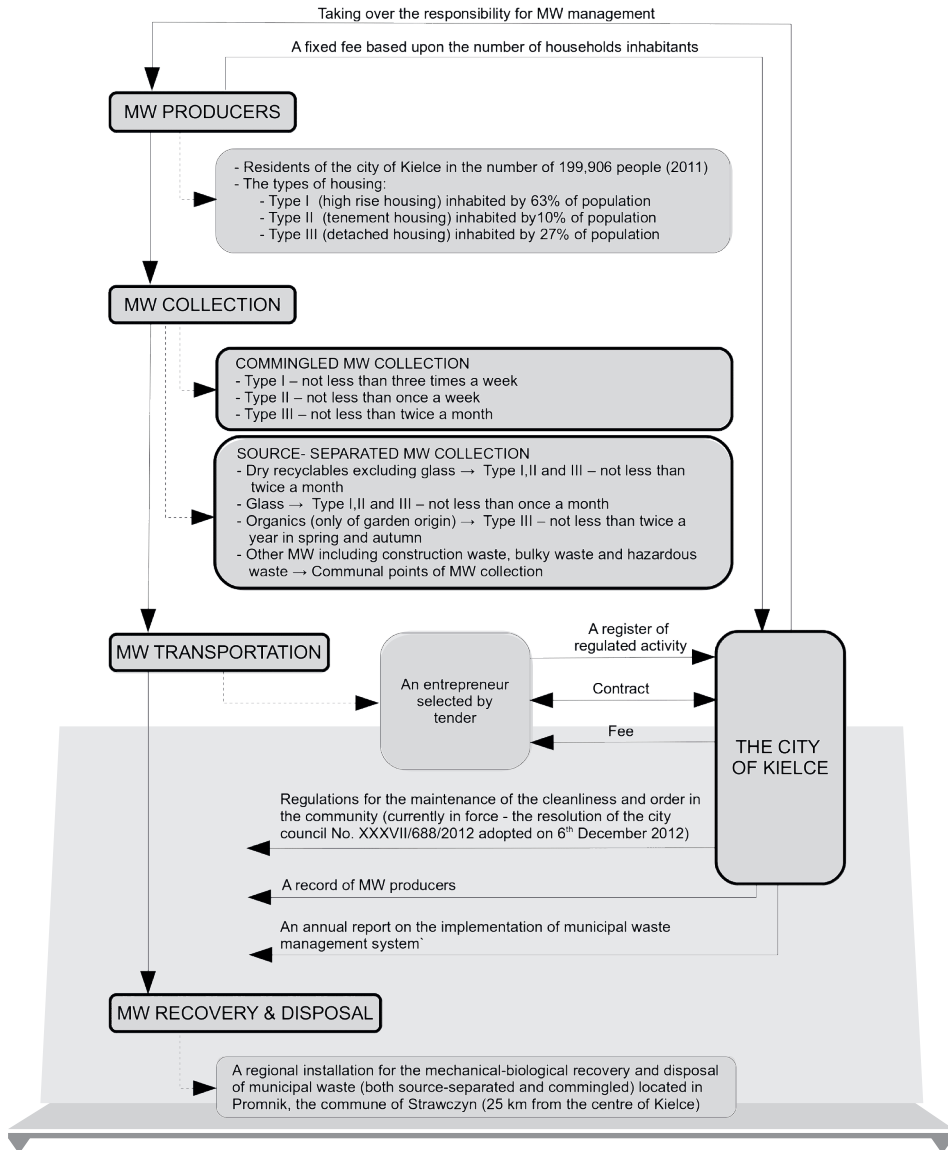 Taking over the responsibility for MW management
A fixed fee based upon the number of households inhabitants
MW PRODUCERS
- Residents of the city of Kielce in the number of 199,906 people (2011)
- The types of housing:
- Type I (high rise housing) inhabited by 63% of population
- Type II (tenement housing) inhabited by10% of population
- Type III (detached housing) inhabited by 27% of population
MW COLLECTION
COMMINGLED MW COLLECTION
- Type I – not less than three times a week
- Type II – not less than once a week
- Type III – not less than twice a month
SOURCE- SEPARATED MW COLLECTION
- Dry recyclables excluding glass → Type I,II and III – not less than
twice a month
- Glass → Type I,II and III – not less than once a month
- Organics (only of garden origin) → Type III – not less than twice a
year in spring and autumn
- Other MW including construction waste, bulky waste and hazardous
waste → Communal points of MW collection
MW TRANSPORTATION
An entrepreneur
selected by
tender
A register of
regulated activity
Contract
Fee
THE CITY
OF KIELCE
Regulations for the maintenance of the cleanliness and order in
the community (currently in force - the resolution of the city
council No. XXXVII/688/2012 adopted on 6th December 2012)
A record of MW producers
An annual report on the implementation of municipal waste
management system`
MW RECOVERY & DISPOSAL
A regional installation for the mechanical-biological recovery and disposal
of municipal waste (both source-separated and commingled) located in
Promnik, the commune of Strawczyn (25 km from the centre of Kielce)